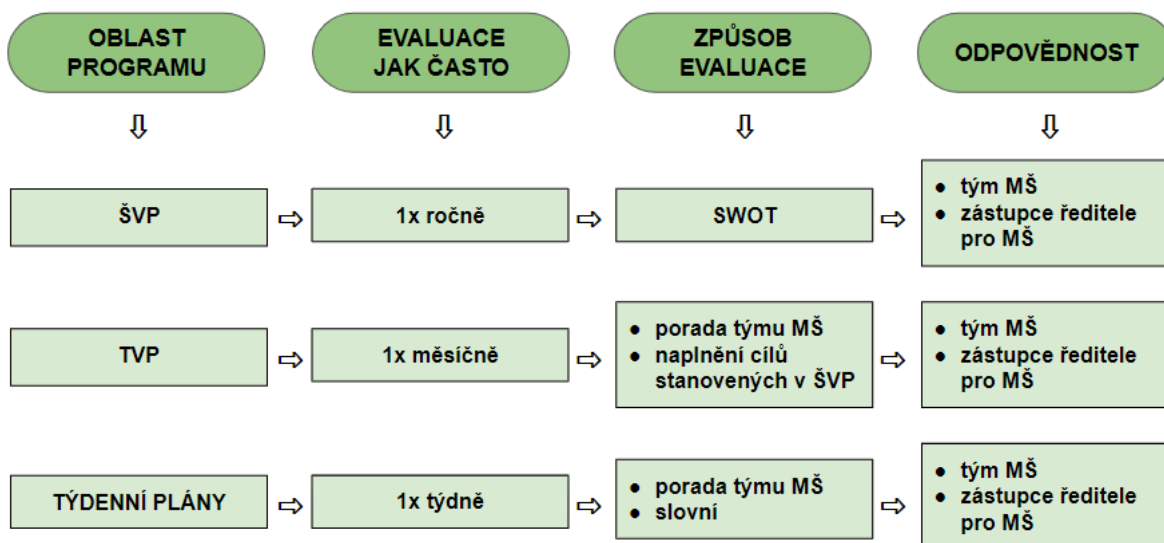 OBLAST
PROGRAMU
EVALUACE
JAK ČASTO
ZPŮSOB
EVALUACE
ODPOVĚDNOST
⇩ ⇩ ⇩ ⇩
ŠVP
⇨
1x ročně
⇨
SWOT
⇨
● tým MŠ
● zástupce ředitele
pro MŠ
TVP
⇨
1x měsíčně
⇨
● porada týmu MŠ
● naplnění cílů
stanovených v ŠVP
⇨
● tým MŠ
● zástupce ředitele
pro MŠ
TÝDENNÍ PLÁNY
⇨
1x týdně
⇨
● porada týmu MŠ
● slovní
⇨
● tým MŠ
● zástupce ředitele
pro MŠ